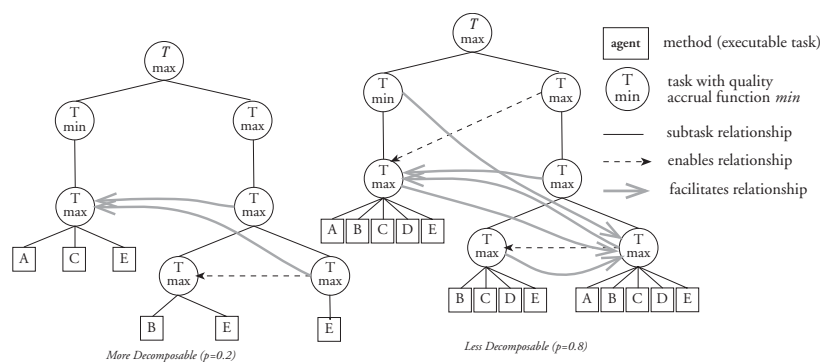 T
max
T
min
T
max
T
max
T
max
A
C
E
T
max
T
max
B
E
E
More Decomposable (p=0.2)
T
max
T
min
T
max
T
max
T
max
A B C D E
T
max
T
max
B C D E
A B C D E
Less Decomposable (p=0.8)
agent
method (executable task)
T
min
task with quality
accrual function min
subtask relationship
enables relationship
facilitates relationship